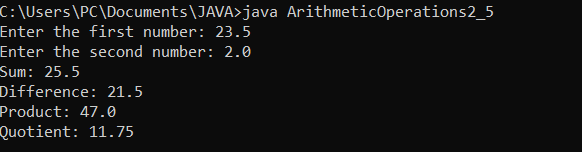 C:\Users\PC\Documents\JAVA>java ArithmeticOperations2_5
Enter the first number: 23.5
Enter the second number: 2.0
Sum: 25.5
Difference: 21.5
Product: 47.0
Quotient: 11.75